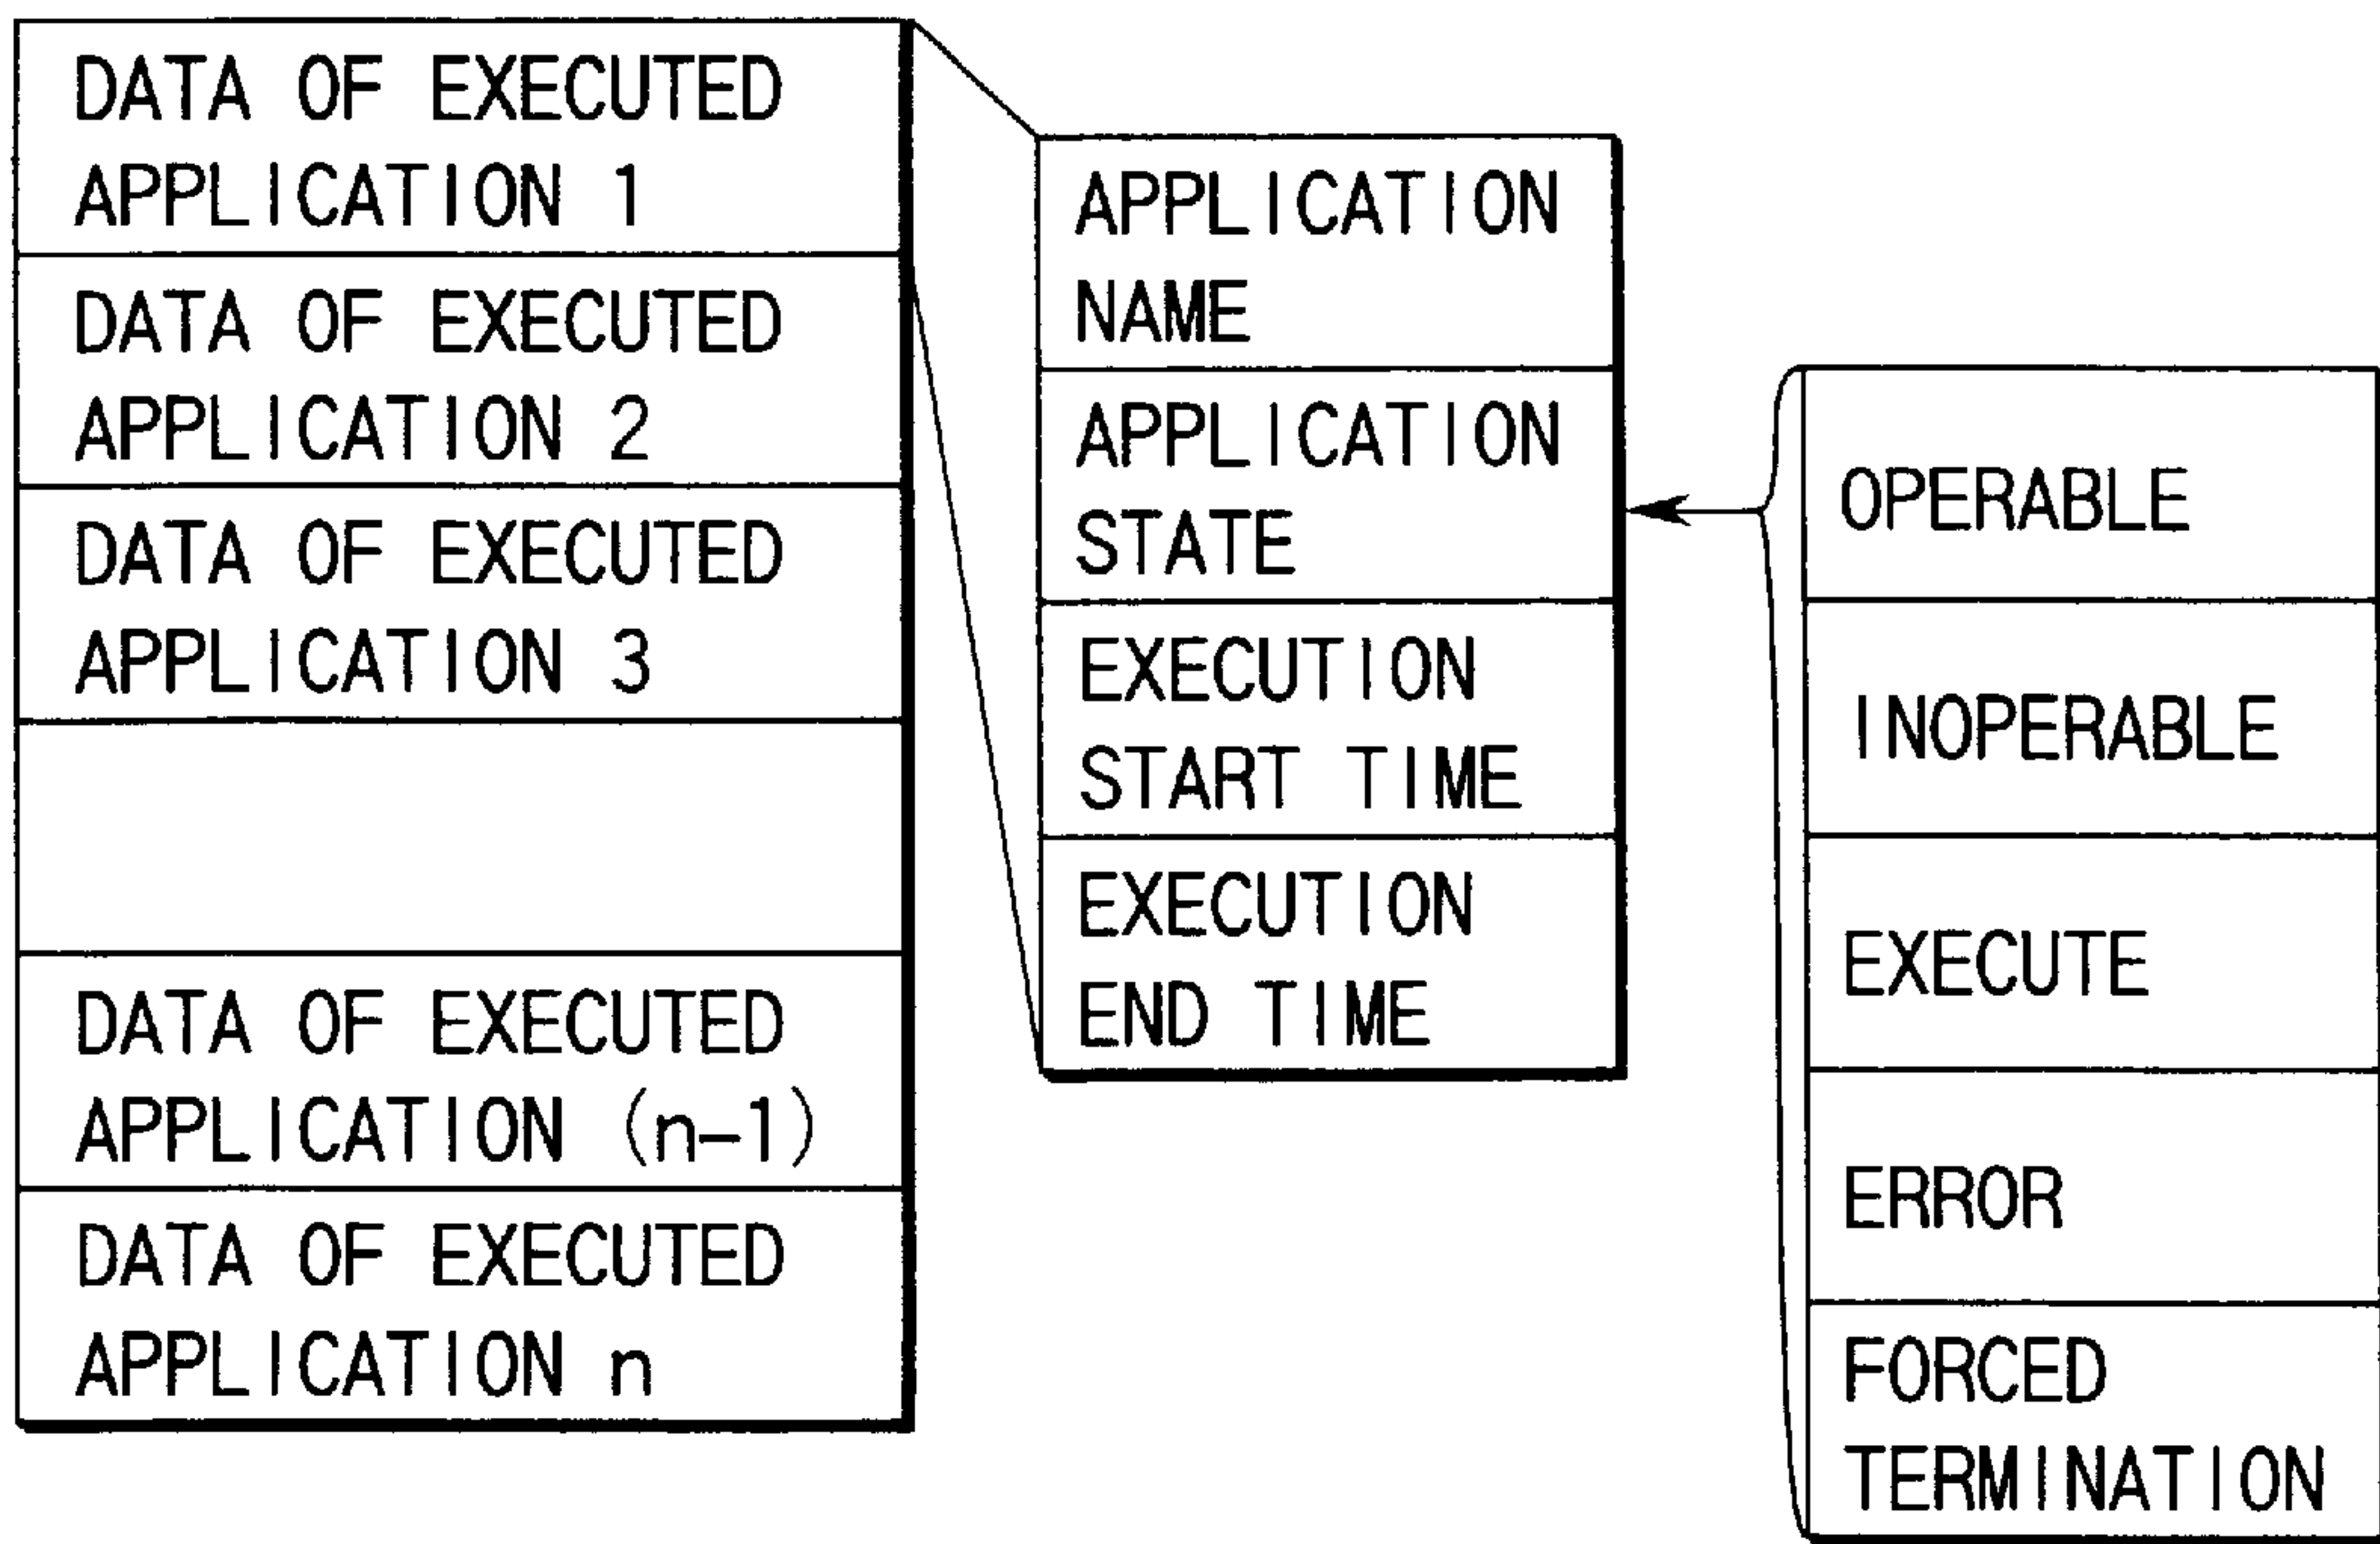 DATA OF EXECUTED
APPLICATION 1
DATA OF EXECUTED
APPLICATION 2
DATA OF EXECUTED
APPLICATION 3
DATA OF EXECUTED
APPLICATION (n-1)
DATA OF EXECUTED
APPLICATION n
APPLICATION
NAME
APPLICATION
STATE
EXECUTION
START TIME
EXECUTION
END TIME
OPERABLE
INOPERABLE
EXECUTE
ERROR
FORCED
TERMINATION